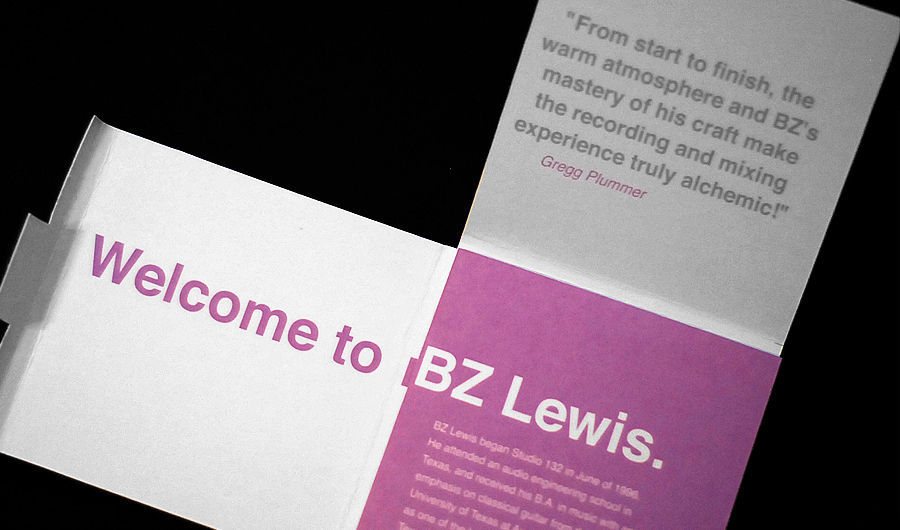 "From start to finish, the
warm atmosphere and BZ's
mastery of his craft make
the recording and mixing
experience truly alchemic!"
Gregg Plummer
Welcome to BZ Lewis.
BZ Lewis began Studio 132 in June of 1996.
He attended an audio engineering school in
Texas, and received his B.A. in music with an
emphasis on classical guitar from
University of Texas at
as one of the